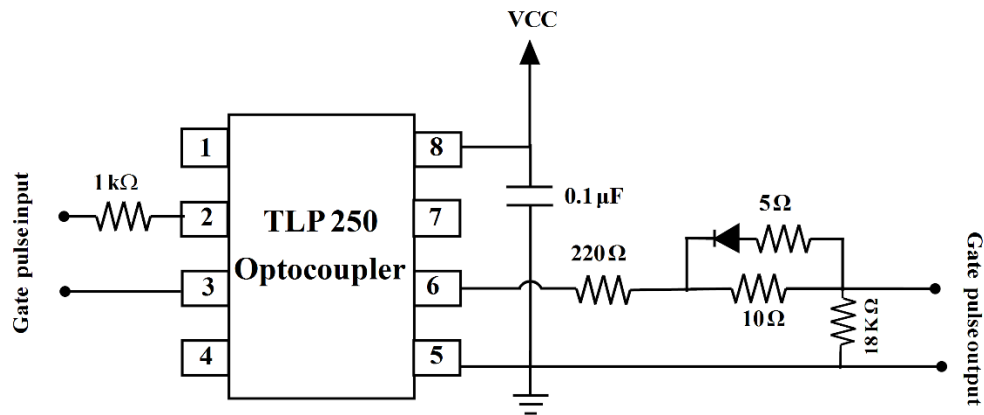 VCC
1
8
1 kΩ
0.1 µF
5 Ω
2
TLP 250
7
220 Ω
Optocoupler
3
6
10 Ω
18 KΩ
4
5
Gate pulse input
Gate pulse output